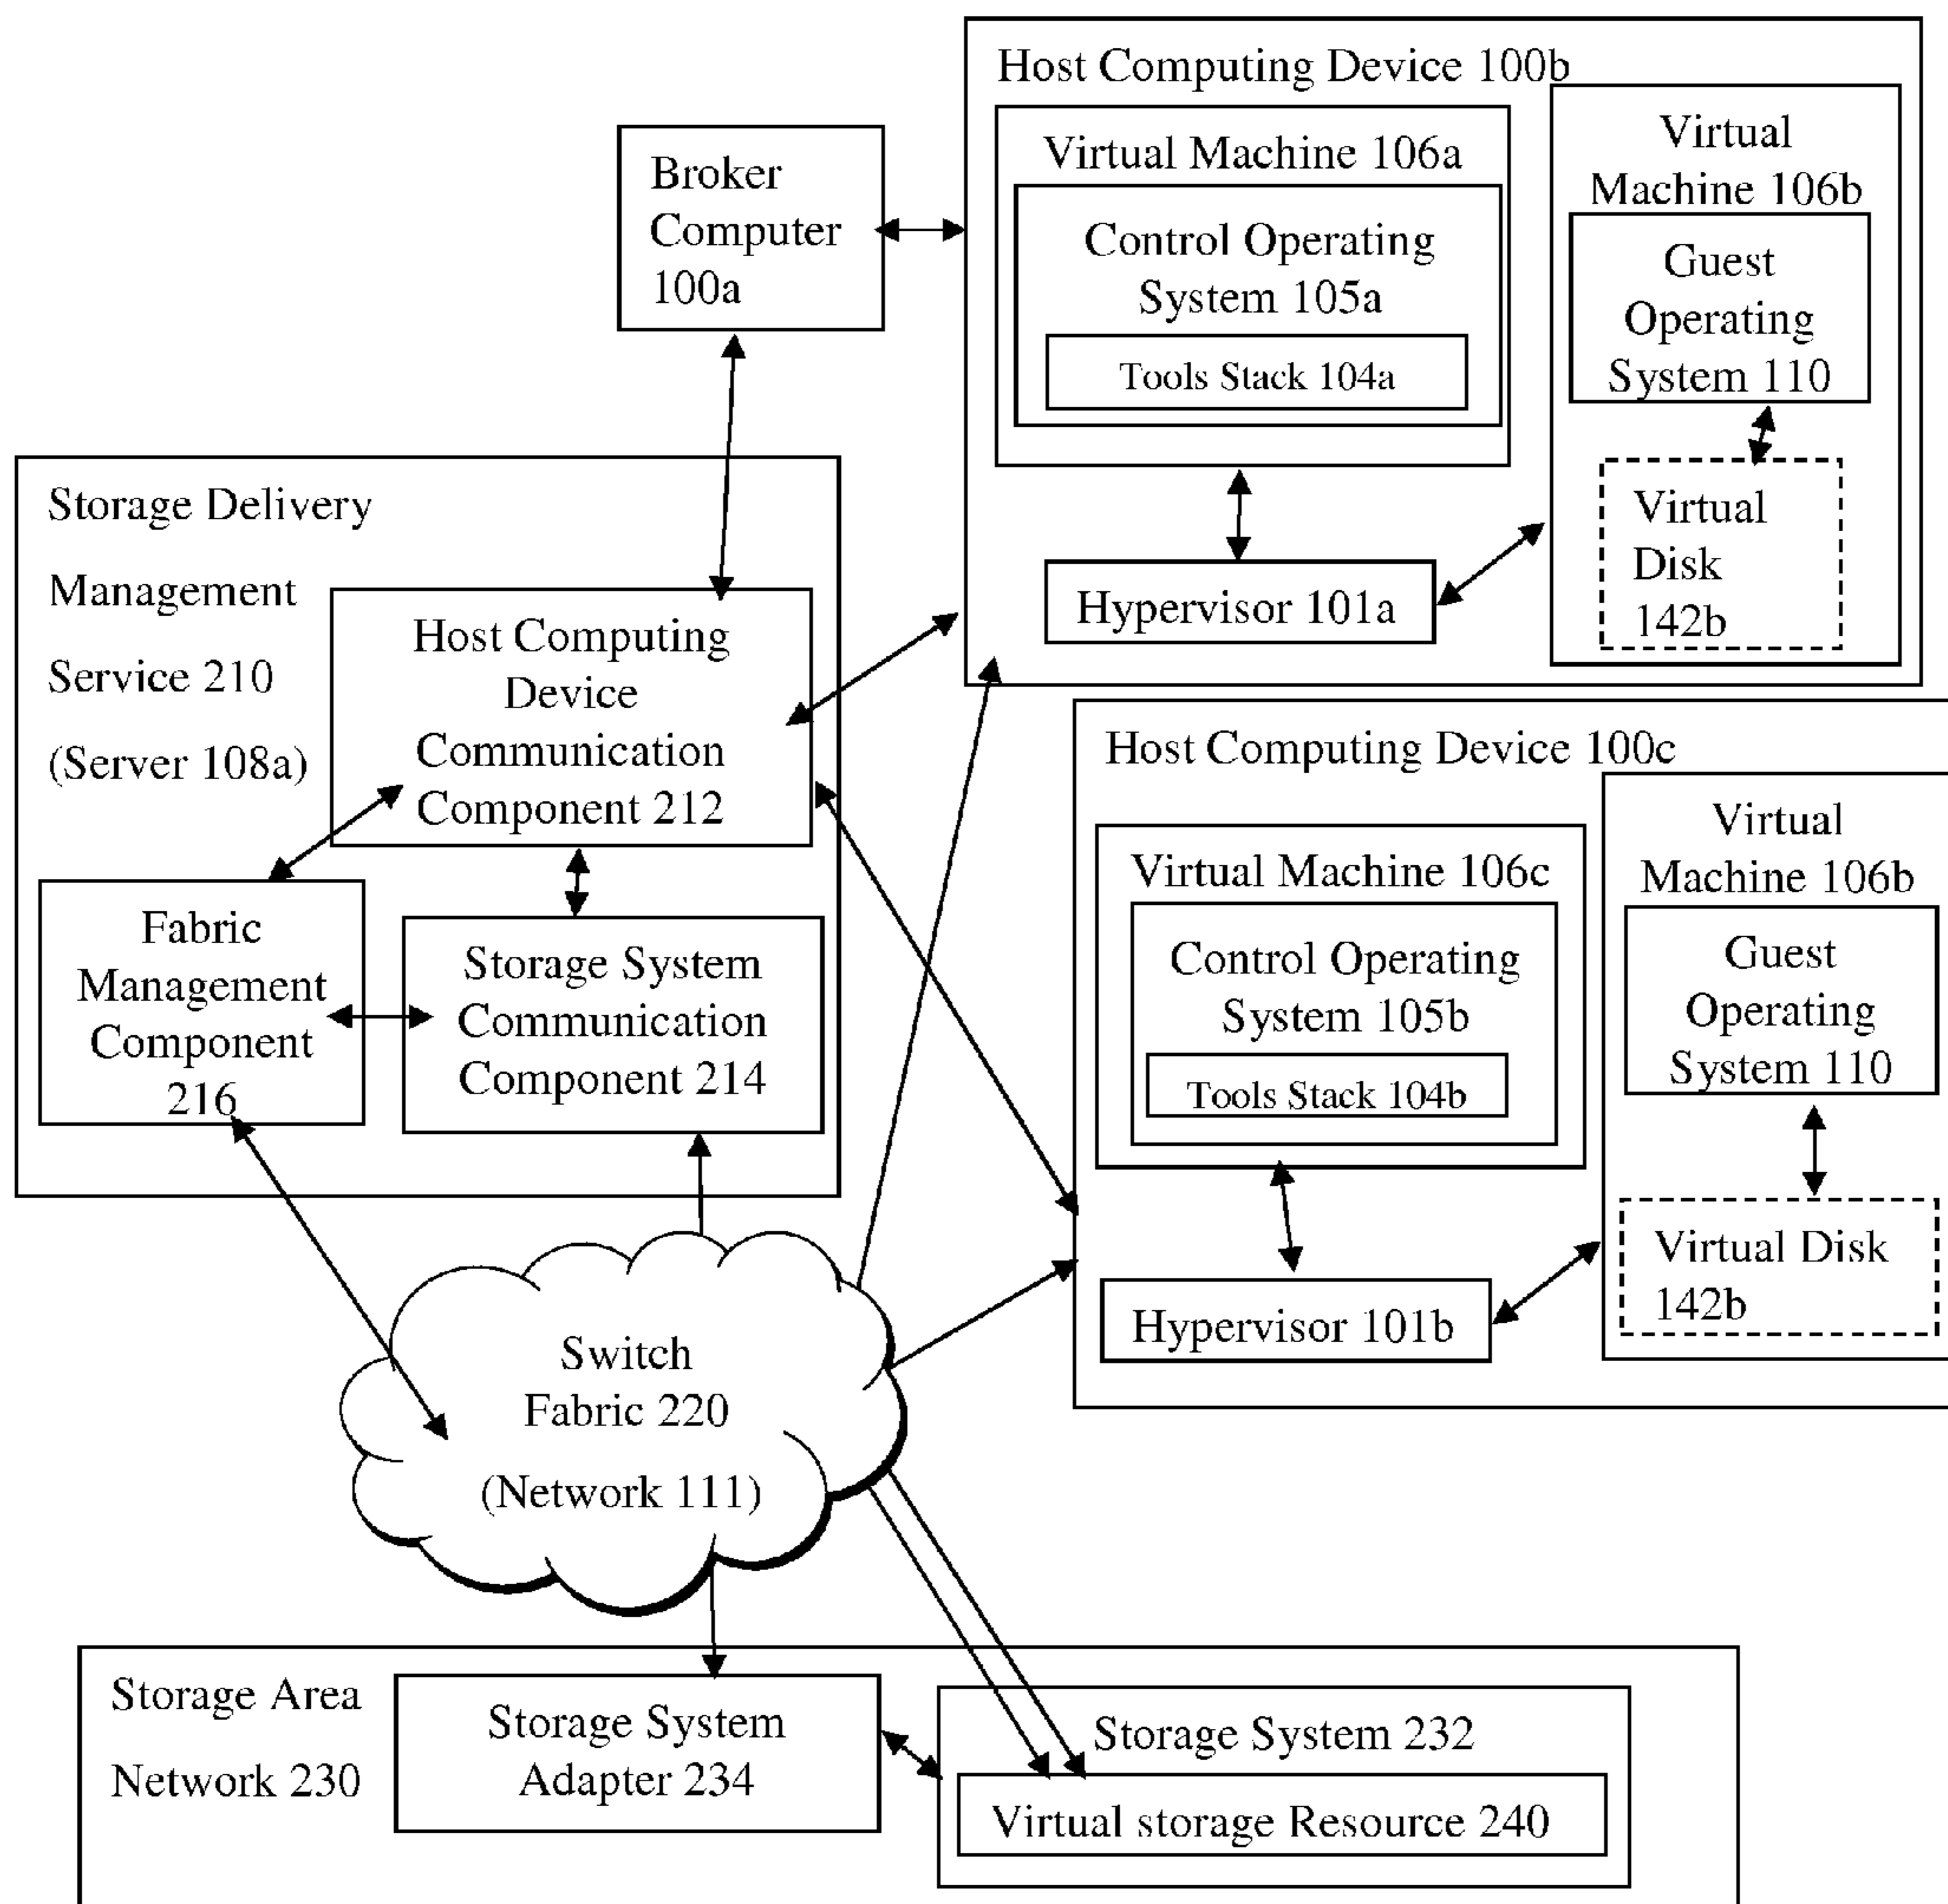 Host Computing Device 100b
Virtual Machine 106a
Control Operating
System 105a
Tools Stack 104a
Virtual
Machine 106b
Guest
Operating
System 110
Virtual
Disk
142b
Hypervisor 101a
Broker
Computer
100a
Storage Delivery
Management
Service 210
(Server 108a)
Host Computing
Device
Communication
Component 212
Fabric
Management
Component
216
Storage System
Communication
Component 214
Host Computing Device 100c
Virtual Machine 106c
Control Operating
System 105b
Tools Stack 104b
Virtual
Machine 106b
Guest
Operating
System 110
Virtual Disk
142b
Hypervisor 101b
Switch
Fabric 220
(Network 111)
Storage Area
Network 230
Storage System
Adapter 234
Storage System 232
Virtual storage Resource 240